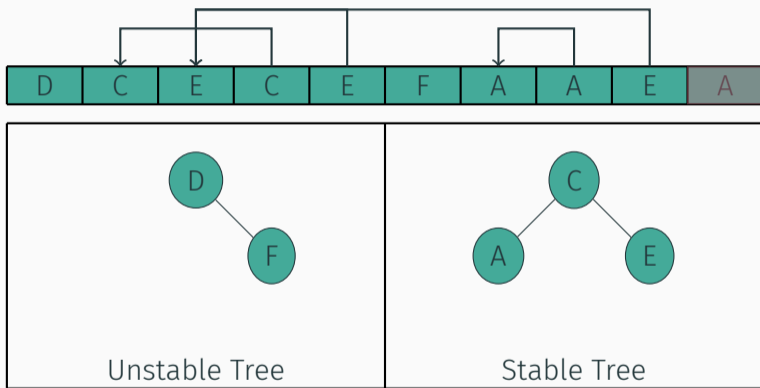 D C E C E F A A E A
D
C
F
A
E
Unstable Tree
Stable Tree